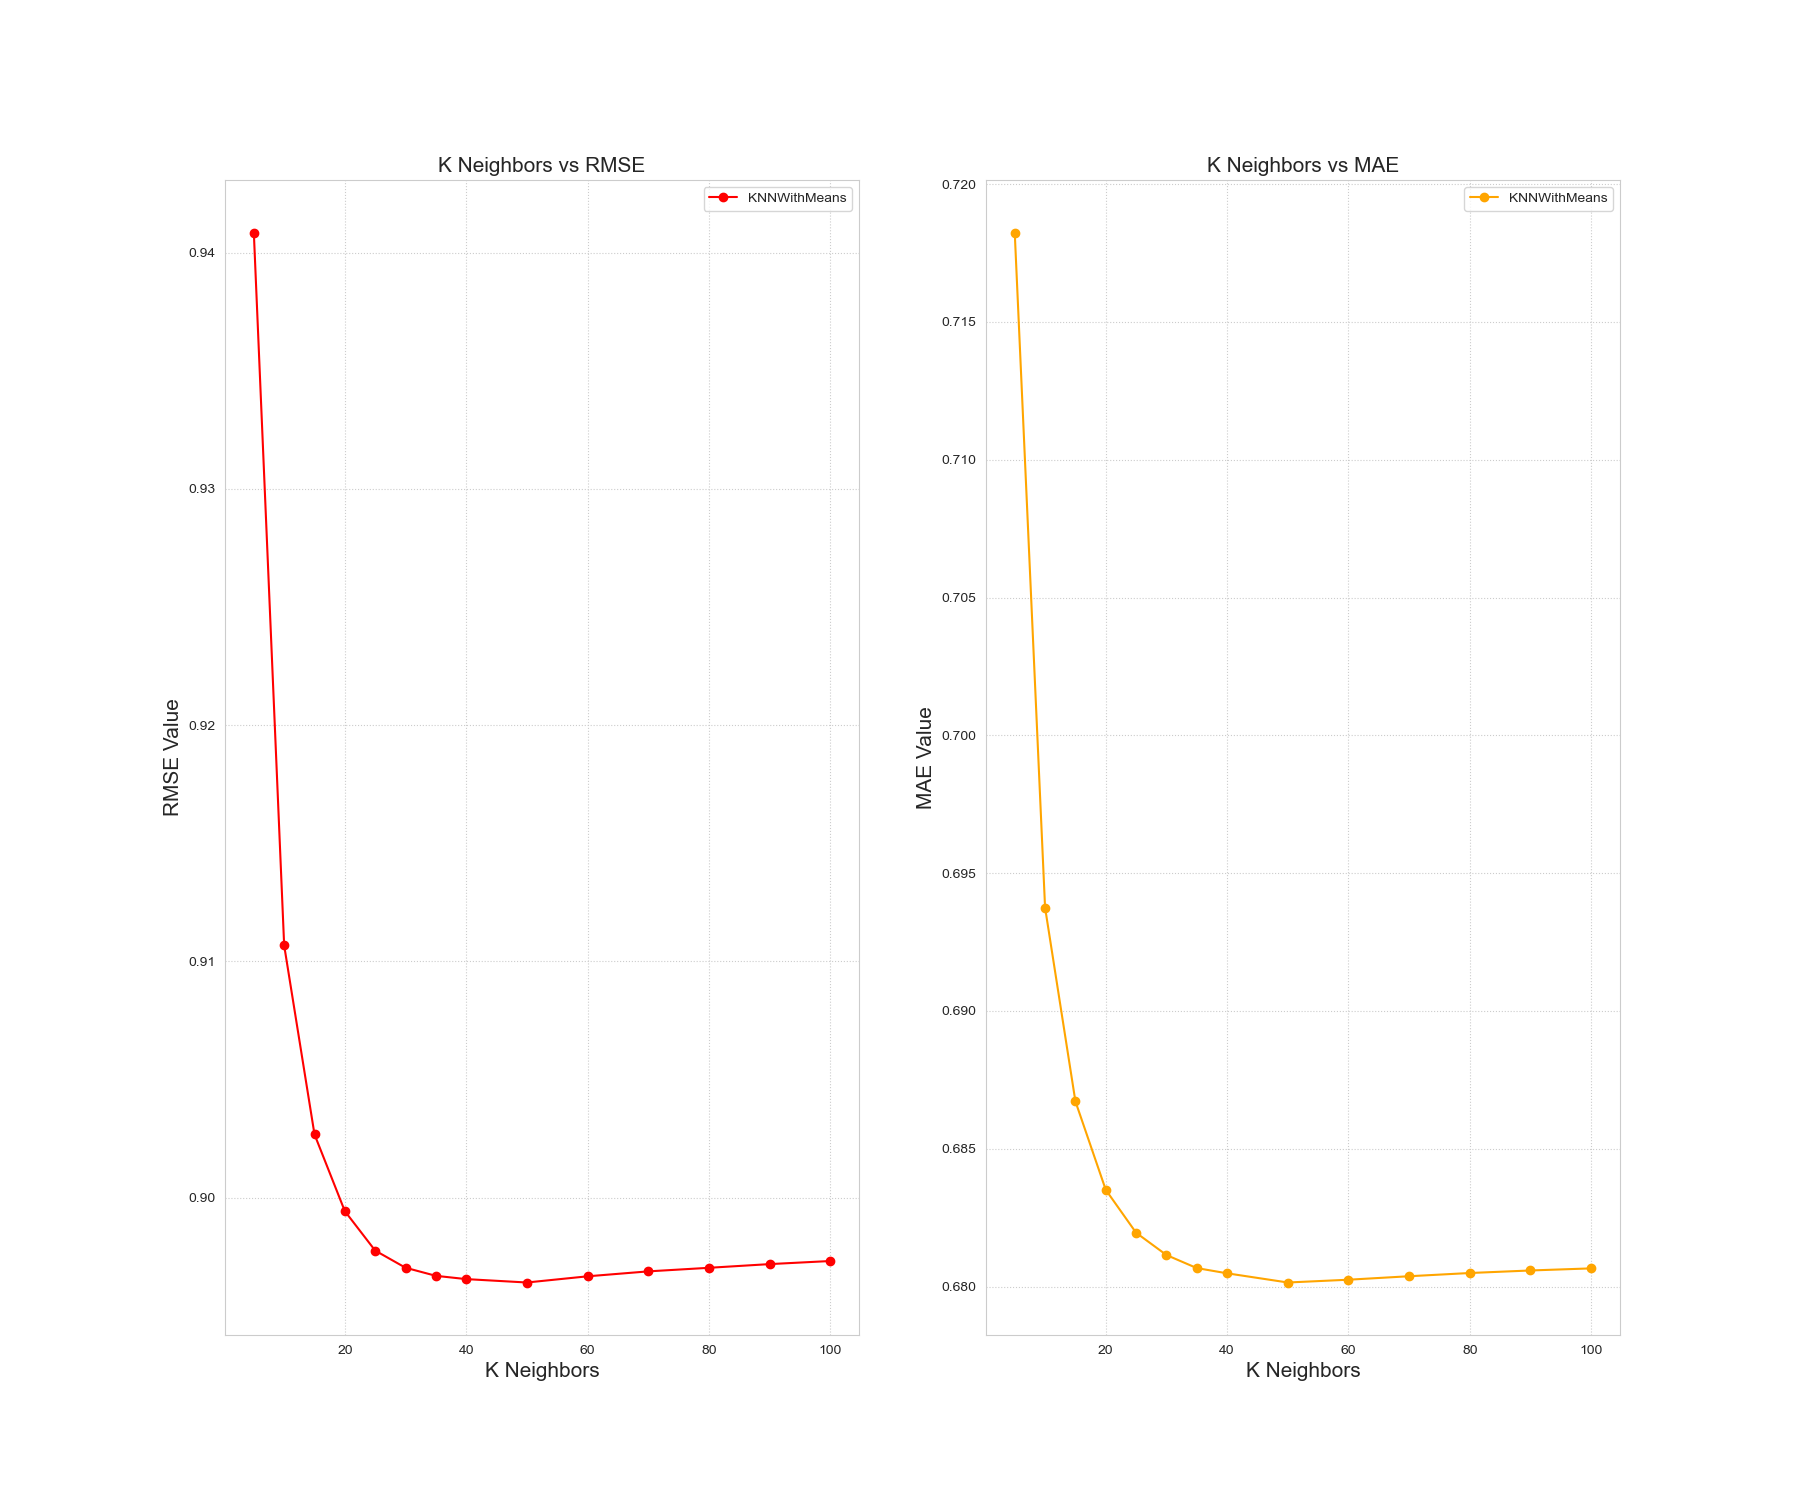 K Neighbors vs RMSE
KNNWithMeans
0.94
0.93
0.92
0.91
0.90
RMSE Value
20 40 60 80 100
K Neighbors
K Neighbors vs MAE
KNNWithMeans
0.720
0.715
0.710
0.705
0.700
0.695
0.690
0.685
0.680
MAE Value
20 40 60 80 100
K Neighbors